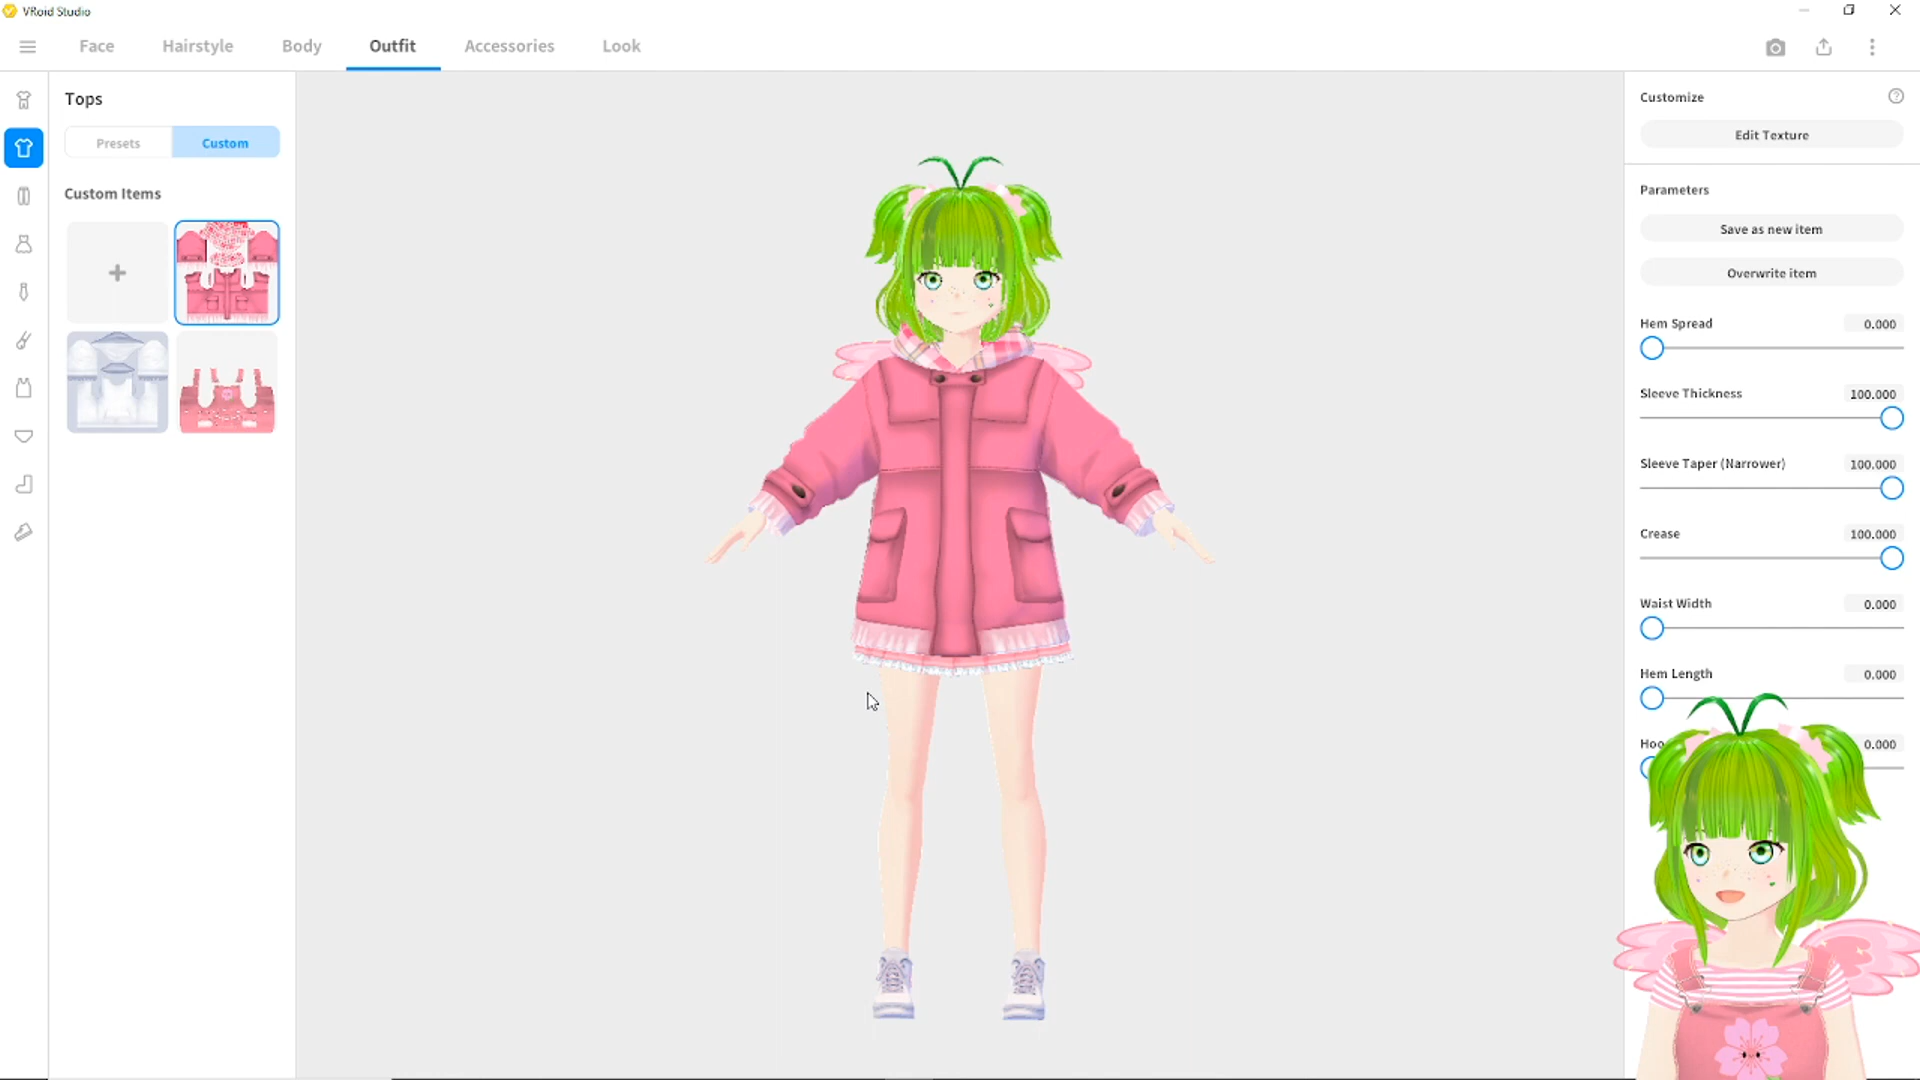 VRoid Studio
Face Hairstyle Body Outfit Accessories Look
Tops
Presets Custom
Custom Items
Customize
Edit Texture
Parameters
Save as new item
Overwrite item
Hem Spread 0.000
Sleeve Thickness 100.000
Sleeve Taper (Narrower) 100.000
Crease 100.000
Waist Width 0.000
Hem Length 0.000
0.000